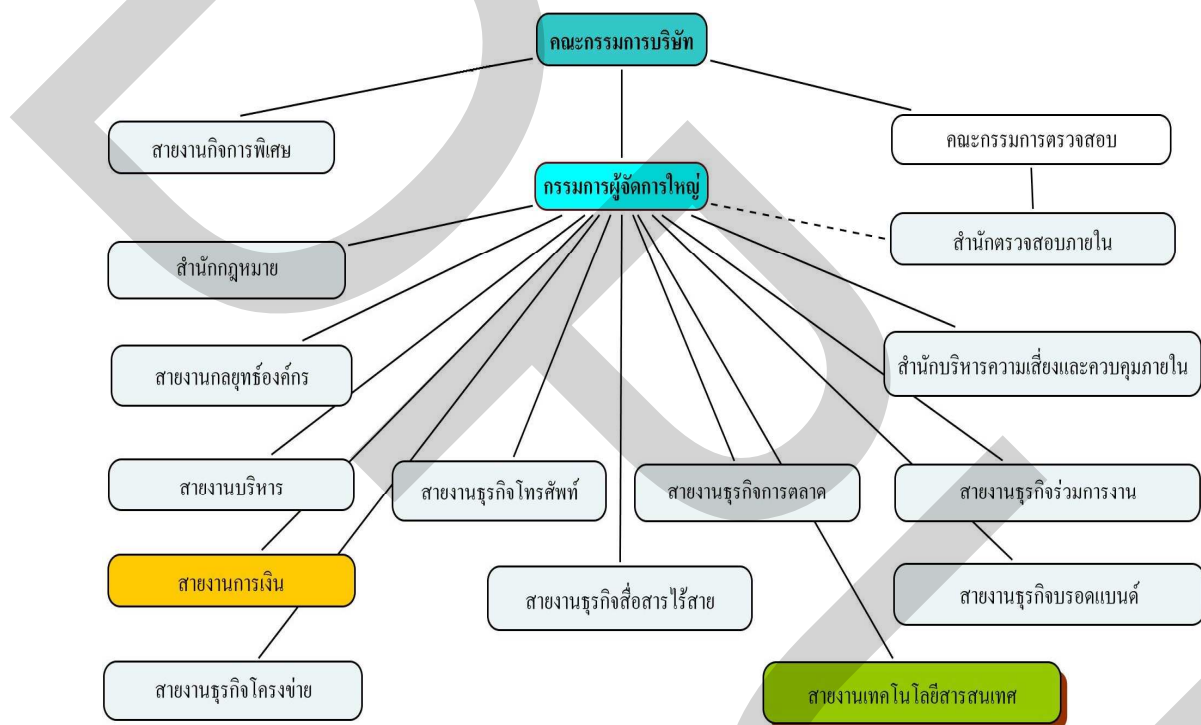 คณะกรรมการบริษัท
สายงานกิจการพิเศษ
คณะกรรมการตรวจสอบ
กรรมการผู้จัดการใหญ่
สำนักตรวจสอบภายใน
สำนักกฎหมาย
สายงานกลยุทธ์องค์กร
สำนักบริหารความเสี่ยงและควบคุมภายใน
สายงานบริหาร
สายงานธุรกิจโทรศัพท์
สายงานธุรกิจการตลาด
สายงานธุรกิจร่วมการงาน
สายงานการเงิน
สายงานธุรกิจสื่อสารไร้สาย
สายงานธุรกิจบรอดแบนด์
สายงานธุรกิจโครงข่าย
สายงานเทคโนโลยีสารสนเทศ